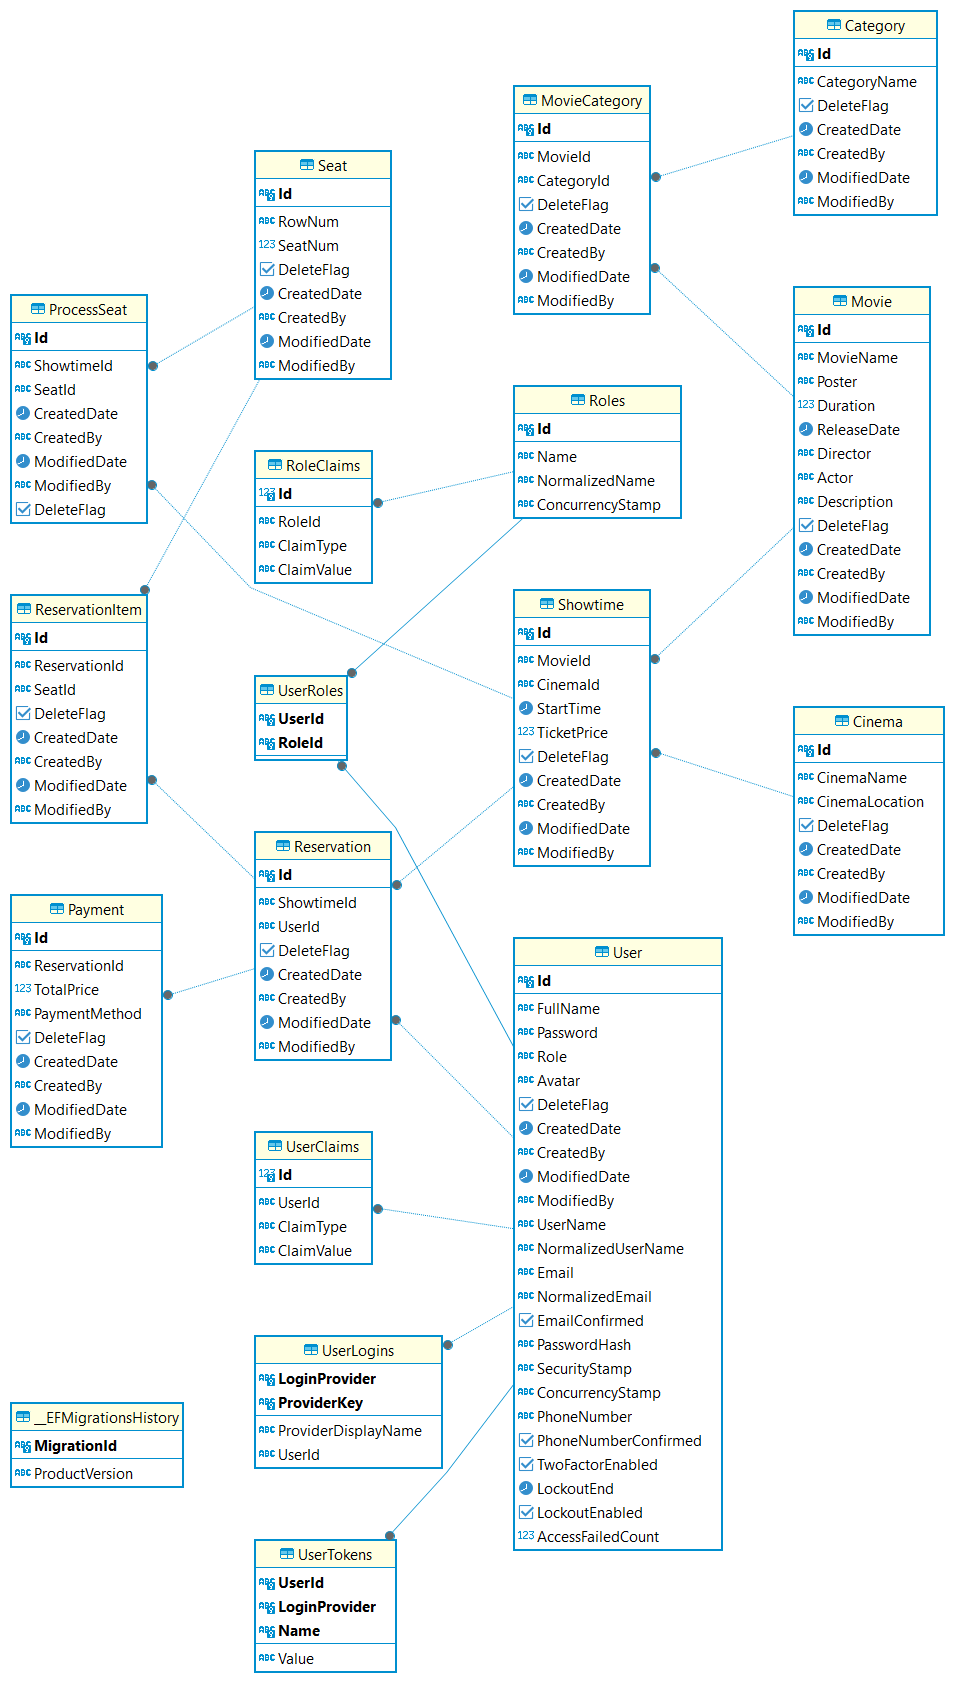 Category
Id
CategoryName
DeleteFlag
CreatedDate
CreatedBy
ModifiedDate
ModifiedBy
MovieCategory
Id
MovieId
CategoryId
DeleteFlag
CreatedDate
CreatedBy
ModifiedDate
ModifiedBy
Seat
Id
RowNum
SeatNum
DeleteFlag
CreatedDate
CreatedBy
ModifiedDate
ModifiedBy
ProcessSeat
Id
ShowtimeId
SeatId
CreatedDate
CreatedBy
ModifiedDate
ModifiedBy
DeleteFlag
Movie
Id
MovieName
Poster
Duration
ReleaseDate
Director
Actor
Description
DeleteFlag
CreatedDate
CreatedBy
ModifiedDate
ModifiedBy
Roles
Id
Name
NormalizedName
ConcurrencyStamp
RoleClaims
Id
RoleId
ClaimType
ClaimValue
ReservationItem
Id
ReservationId
SeatId
DeleteFlag
CreatedDate
CreatedBy
ModifiedDate
ModifiedBy
Showtime
Id
MovieId
CinemaId
StartTime
TicketPrice
DeleteFlag
CreatedDate
CreatedBy
ModifiedDate
ModifiedBy
UserRoles
UserId
RoleId
Cinema
Id
CinemaName
CinemaLocation
DeleteFlag
CreatedDate
CreatedBy
ModifiedDate
ModifiedBy
Reservation
Id
ShowtimeId
UserId
DeleteFlag
CreatedDate
CreatedBy
ModifiedDate
ModifiedBy
Payment
Id
ReservationId
TotalPrice
PaymentMethod
DeleteFlag
CreatedDate
CreatedBy
ModifiedDate
ModifiedBy
User
Id
FullName
Password
Role
Avatar
DeleteFlag
CreatedDate
CreatedBy
ModifiedDate
ModifiedBy
UserName
NormalizedUserName
Email
NormalizedEmail
EmailConfirmed
PasswordHash
SecurityStamp
ConcurrencyStamp
PhoneNumber
PhoneNumberConfirmed
TwoFactorEnabled
LockoutEnd
LockoutEnabled
AccessFailedCount
UserClaims
Id
UserId
ClaimType
ClaimValue
UserLogins
LoginProvider
ProviderKey
ProviderDisplayName
UserId
__EFMigrationsHistory
MigrationId
ProductVersion
UserTokens
UserId
LoginProvider
Name
Value